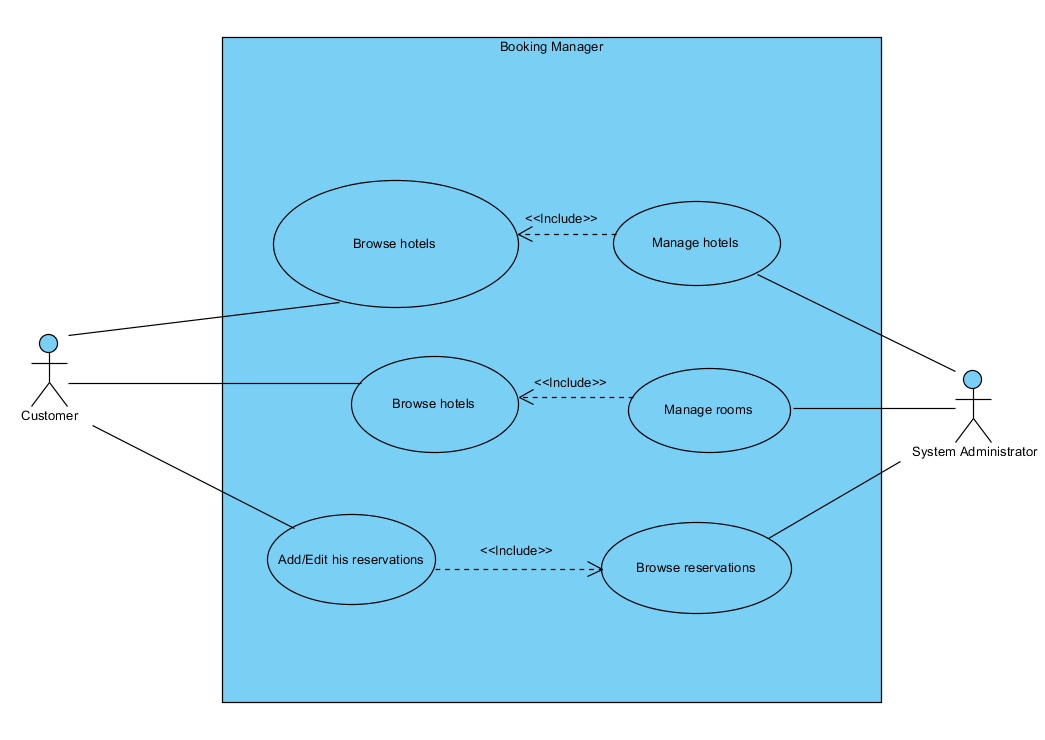 Booking Manager
<<Include>>
Browse hotels
Manage hotels
<<Include>>
Browse hotels
Manage rooms
Customer
System Administrator
<<Include>>
Add/Edit his reservations
Browse reservations